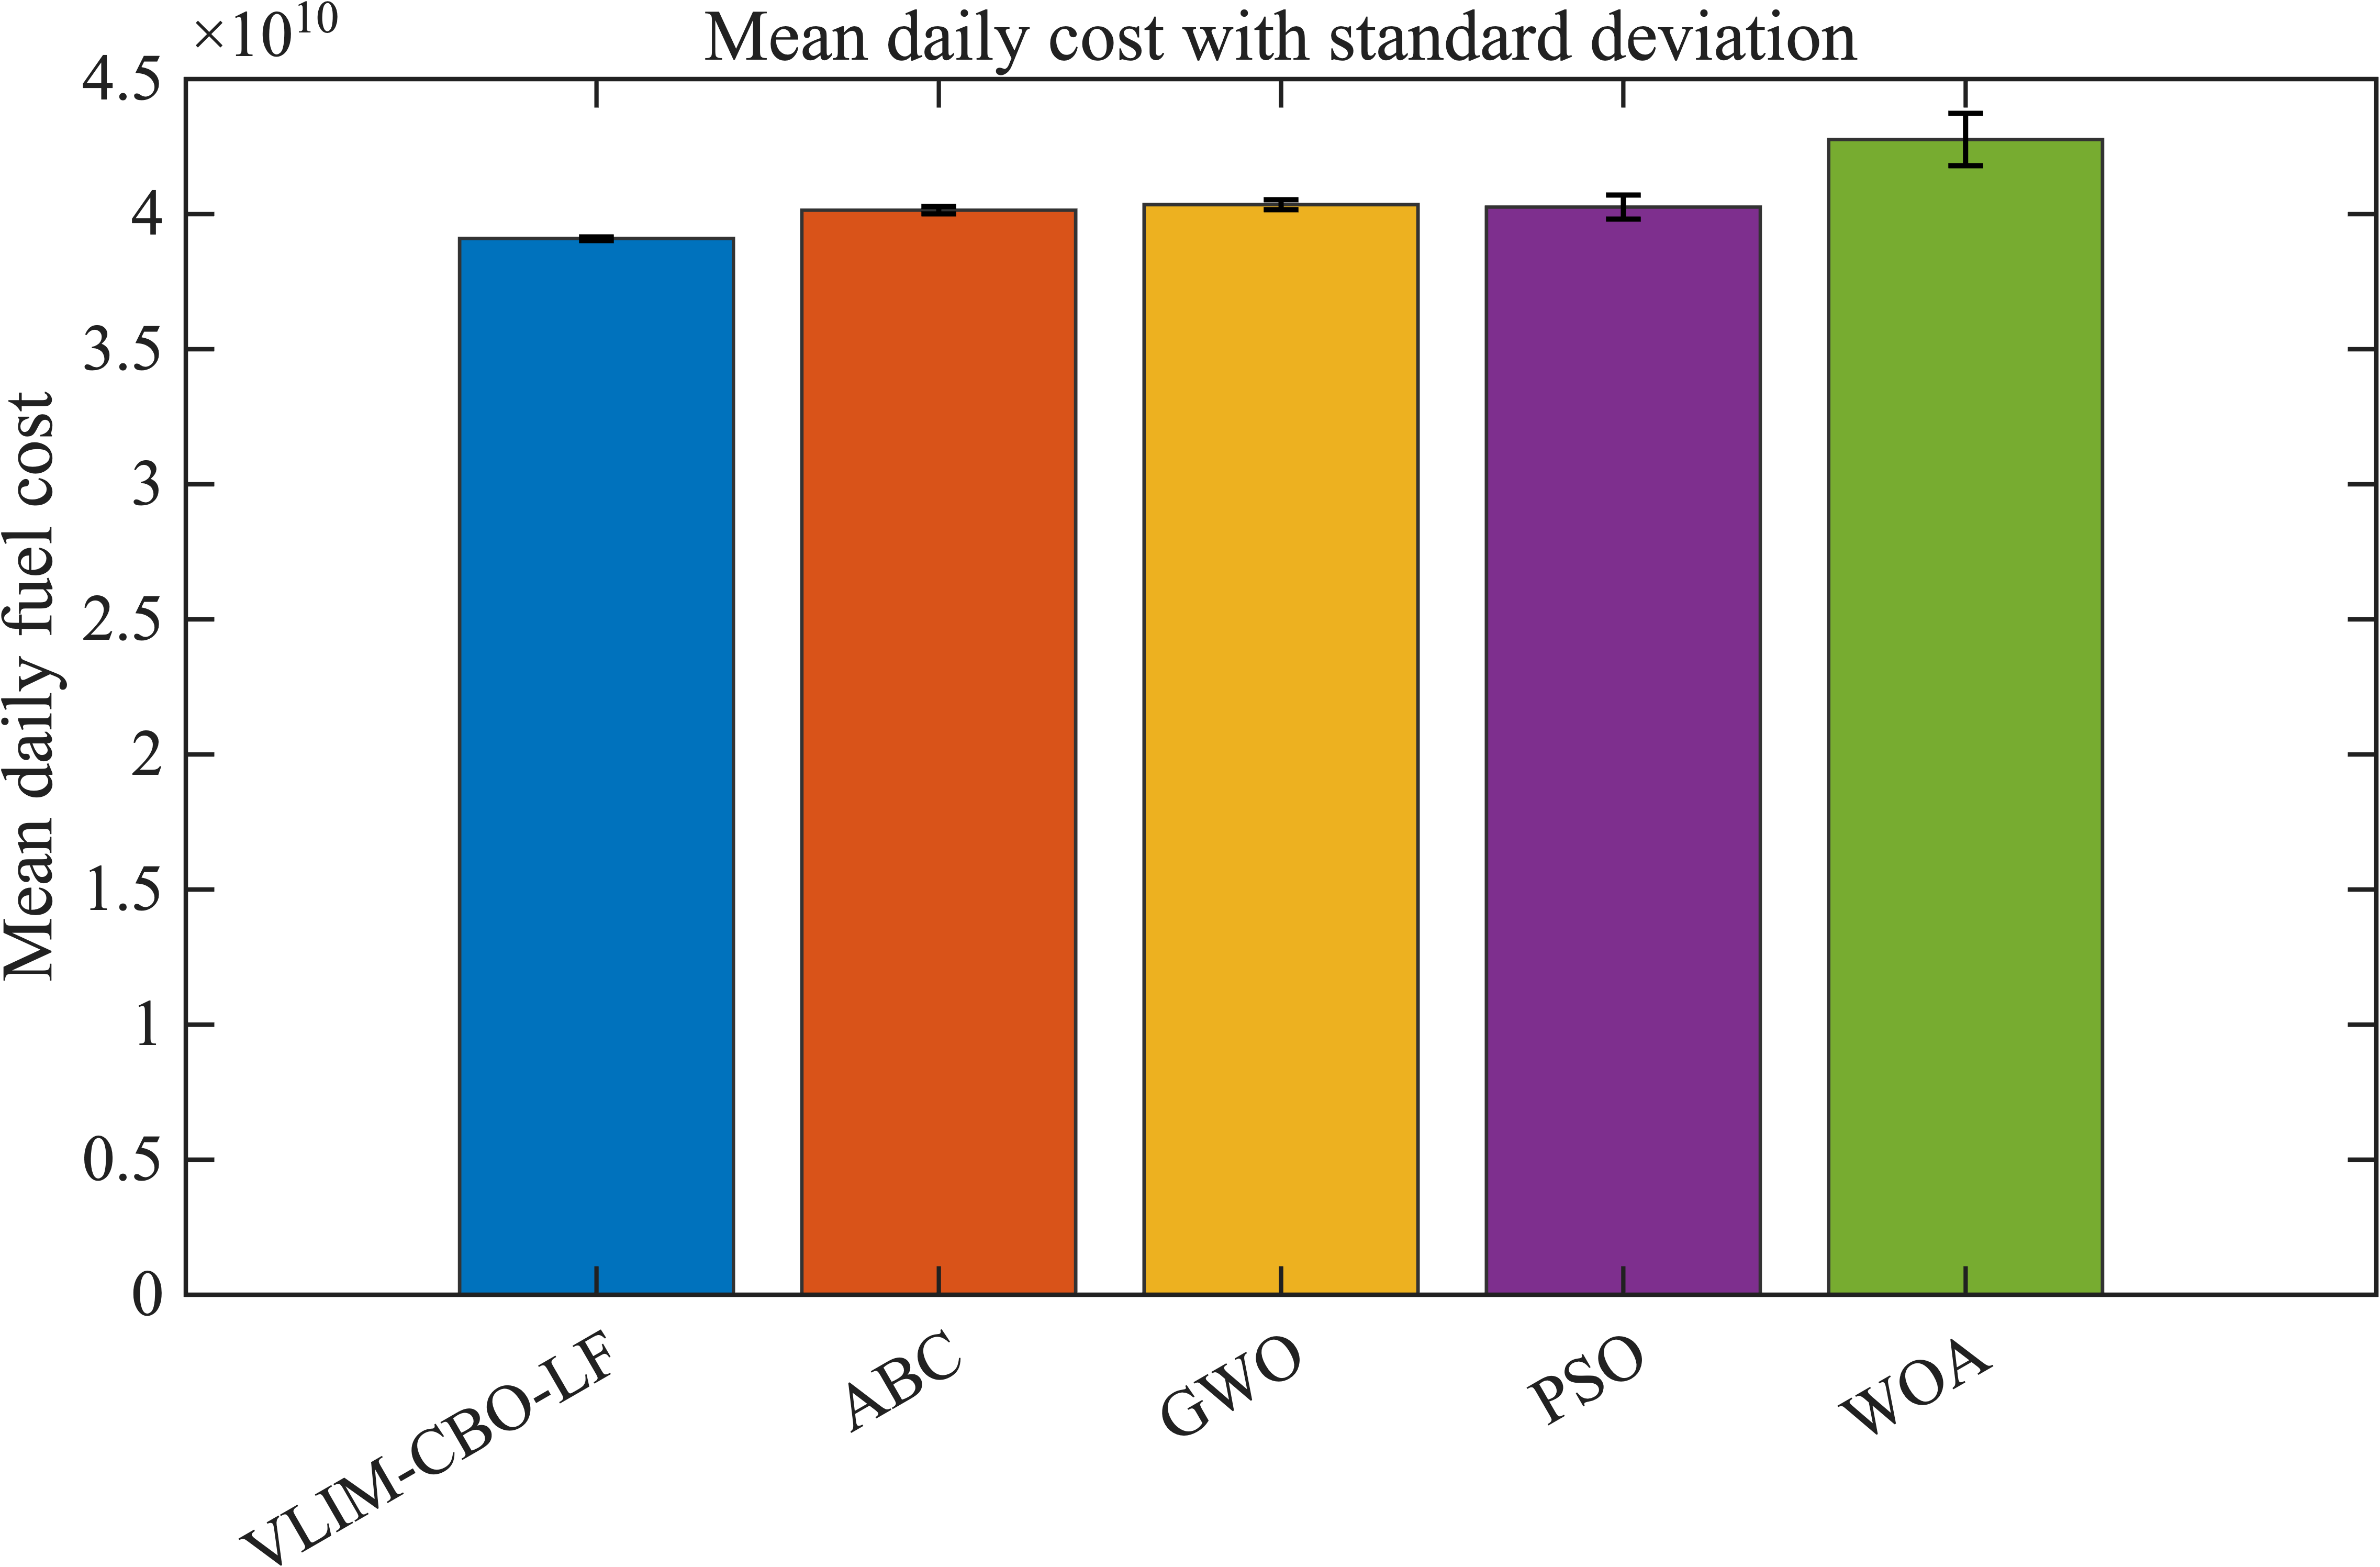 ×10^10
Mean daily cost with standard deviation
4.5
4
3.5
3
2.5
2
1.5
1
0.5
0
Mean daily fuel cost
VLIM-CBO-LF
ABC
GWO
PSO
WOA